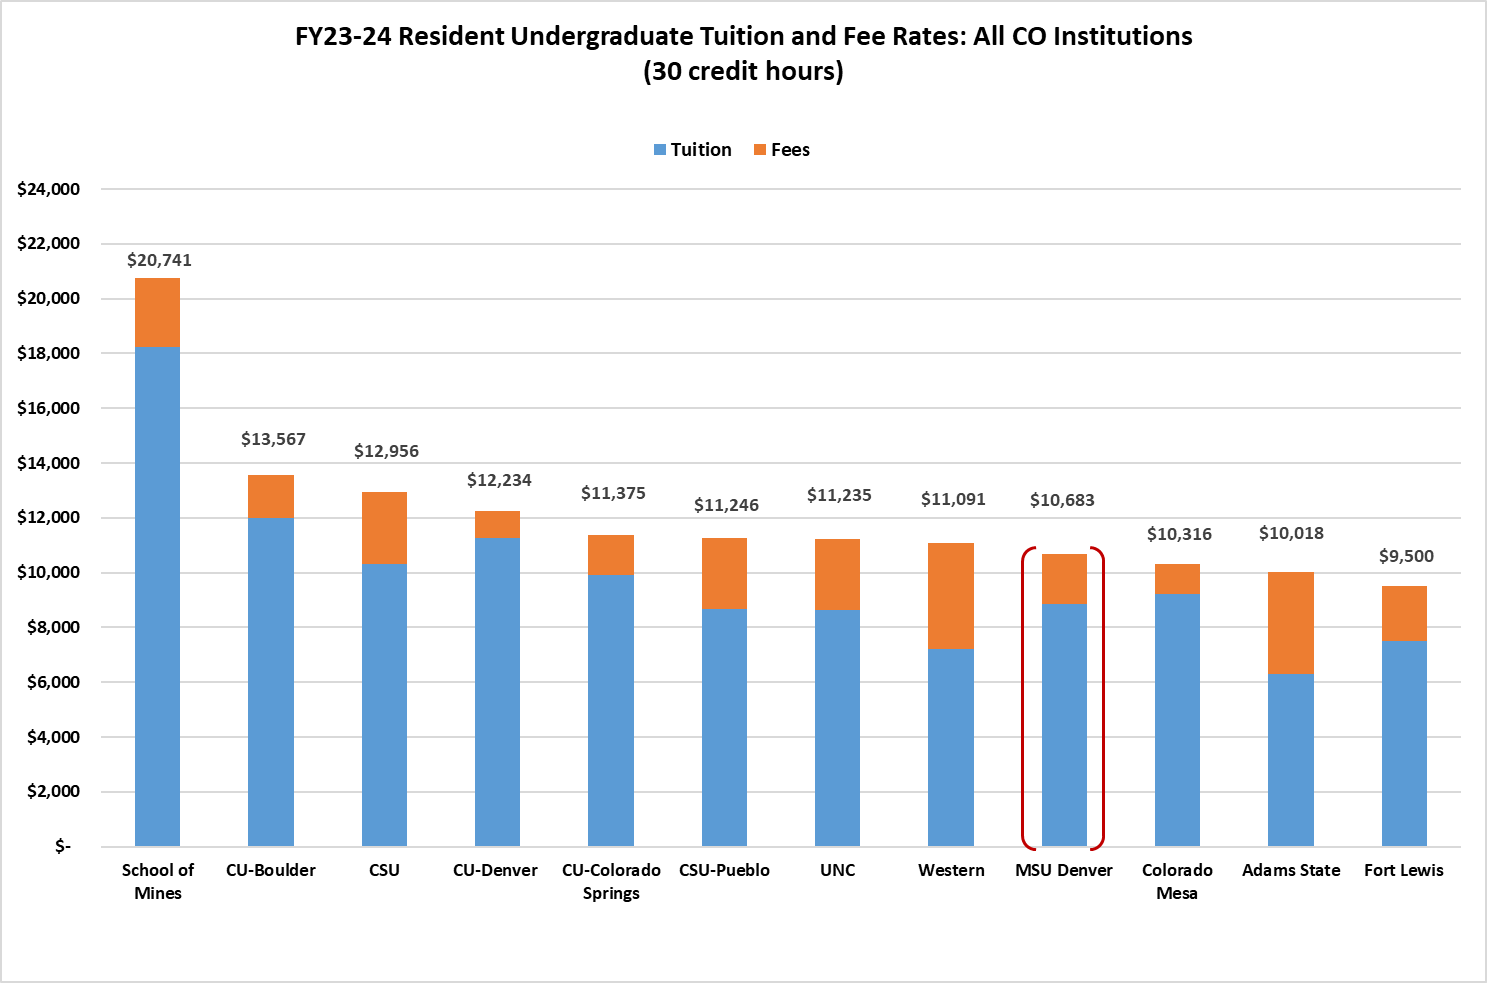 FY23-24 Resident Undergraduate Tuition and Fee Rates: All CO Institutions
(30 credit hours)
Tuition Fees
$24,000
$22,000
$20,000
$18,000
$16,000
$14,000
$12,000
$10,000
$8,000
$6,000
$4,000
$2,000
$-
$20,741
$13,567
$12,956
$12,234
$11,375
$11,246
$11,235
$11,091
$10,683
$10,316
$10,018
$9,500
School of
Mines
CU-Boulder
CSU
CU-Denver
CU-Colorado
Springs
CSU-Pueblo
UNC
Western
MSU Denver
Colorado
Mesa
Adams State
Fort Lewis